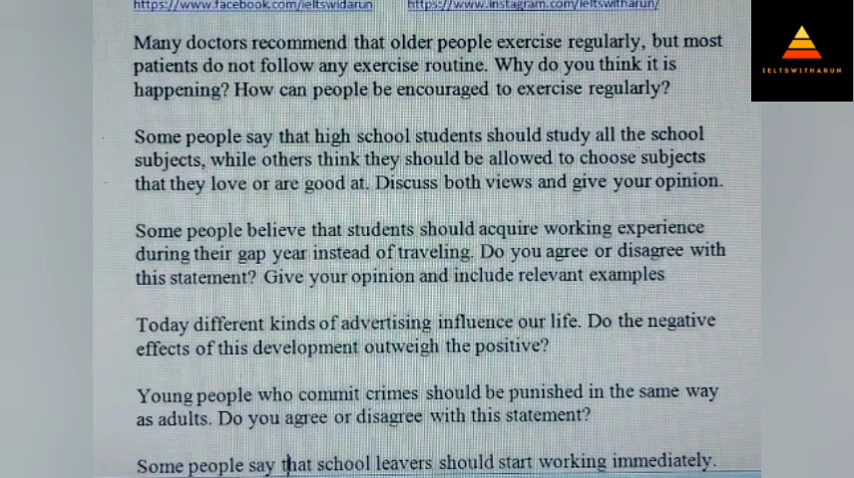 https://www.facebook.com/ieltswidarun https://www.instagram.com/ieltswitharun/
Many doctors recommend that older people exercise regularly, but most
patients do not follow any exercise routine. Why do you think it is
happening? How can people be encouraged to exercise regularly?
Some people say that high school students should study all the school
subjects, while others think they should be allowed to choose subjects
that they love or are good at. Discuss both views and give your opinion.
Some people believe that students should acquire working experience
during their gap year instead of traveling. Do you agree or disagree with
this statement? Give your opinion and include relevant examples
Today different kinds of advertising influence our life. Do the negative
effects of this development outweigh the positive?
Young people who commit crimes should be punished in the same way
as adults. Do you agree or disagree with this statement?
Some people say that school leavers should start working immediately.
IELTSWITHARUN